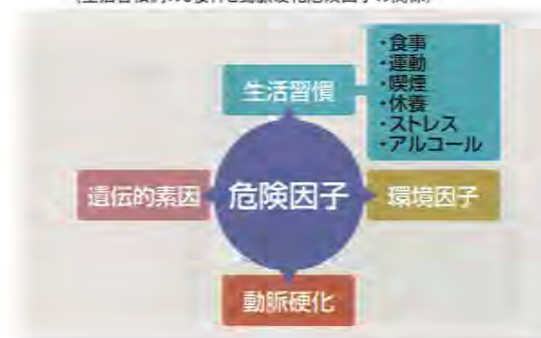 ・食事
・運動
・喫煙
・休養
・ストレス
・アルコール
生活習慣
遺伝的素因
危険因子
環境因子
動脈硬化